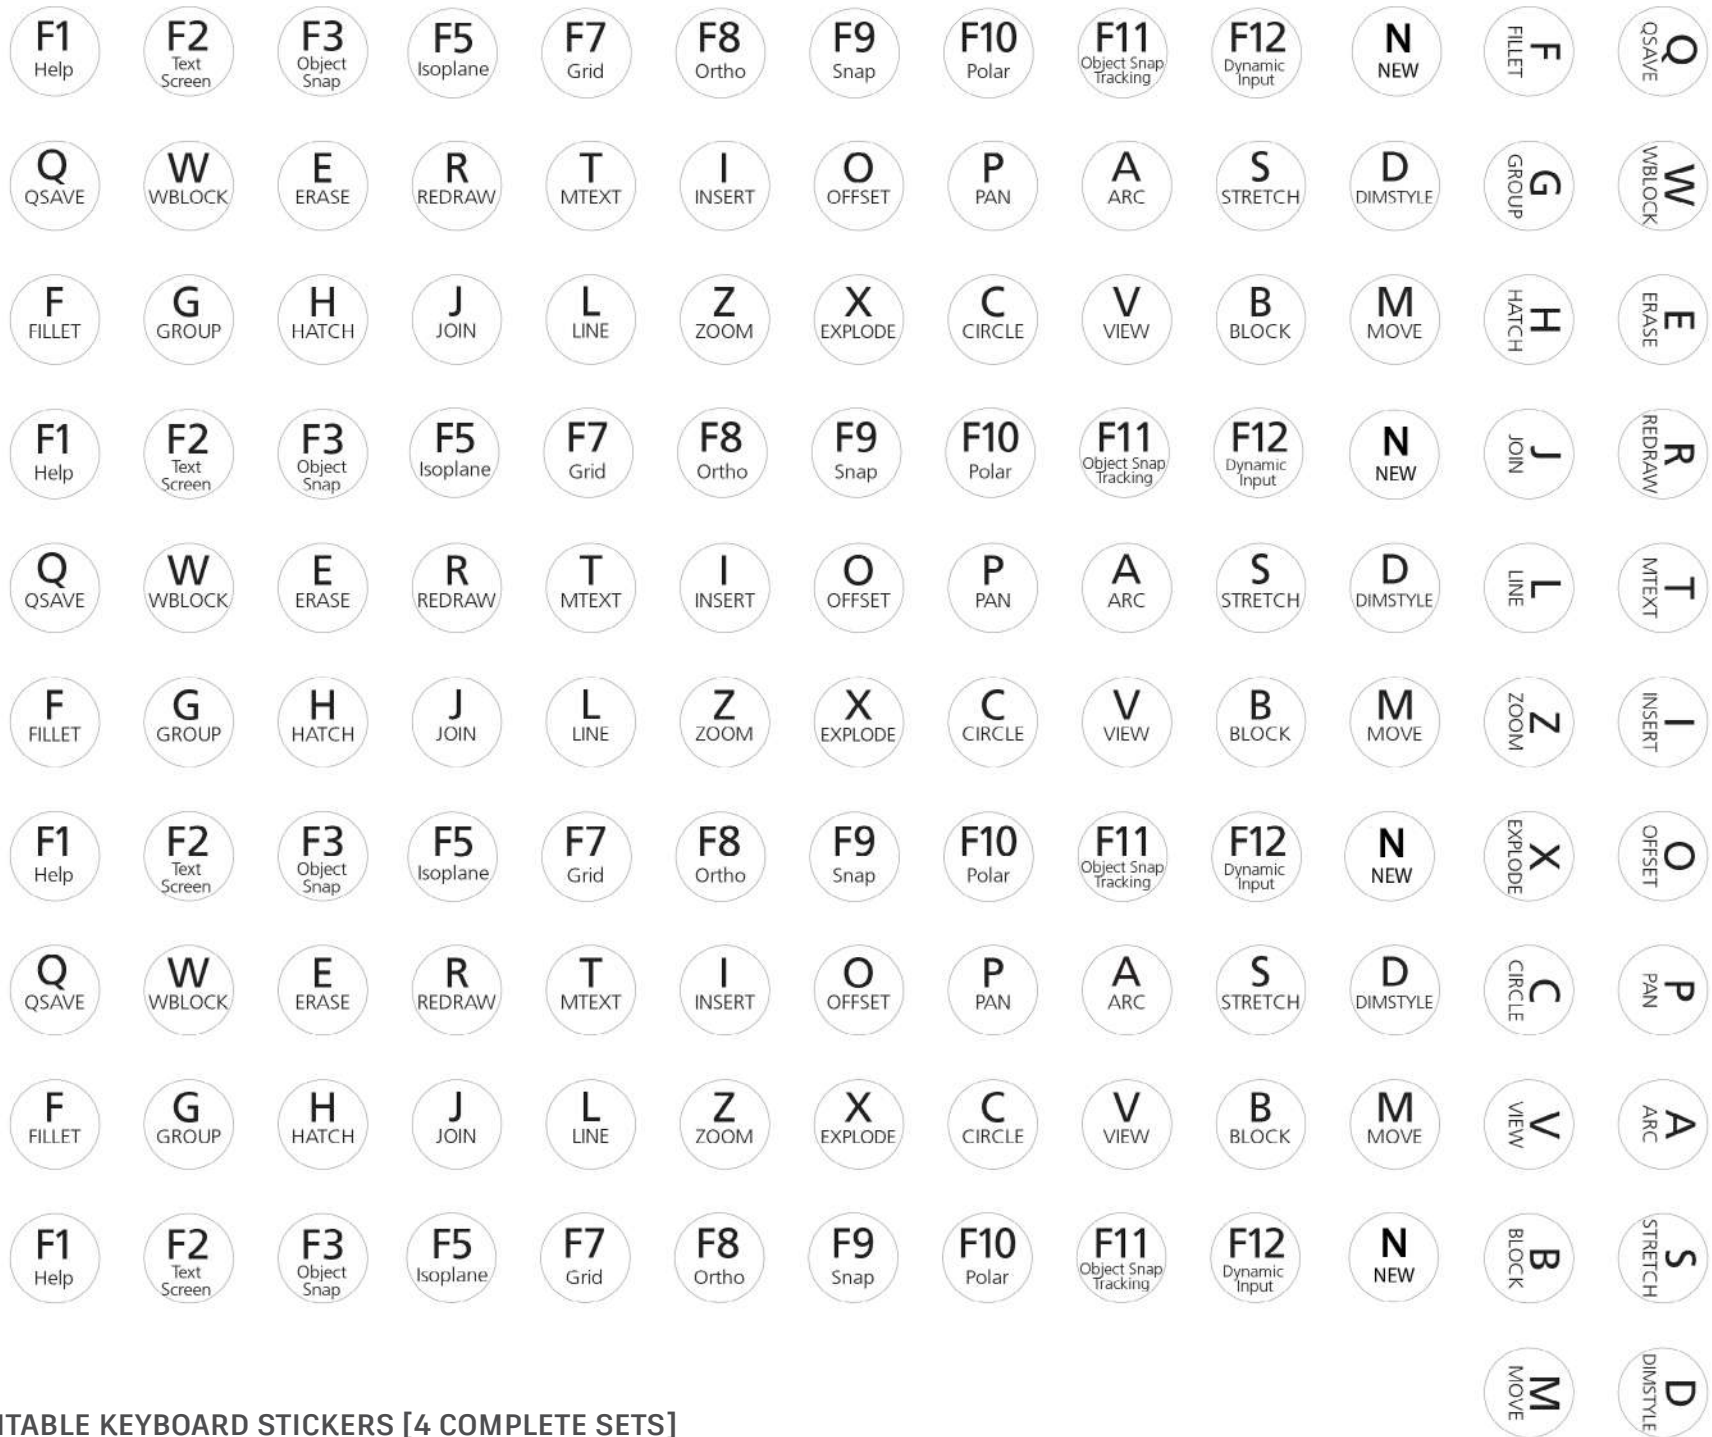 F1 F2 F3 F5 F7 F8 F9 F10 F11 F12 N
Help Text Screen Object Snap Isoplane Grid Ortho Snap Polar Object Snap Tracking Dynamic Input NEW
Q W E R T I O P A S D
QSAVE WBLOCK ERASE REDRAW MTEXT INSERT OFFSET PAN ARC STRETCH DIMSTYLE
F G H J L Z X C V B M
FILLET GROUP HATCH JOIN LINE ZOOM EXPLODE CIRCLE VIEW BLOCK MOVE
F1 F2 F3 F5 F7 F8 F9 F10 F11 F12 N
Help Text Screen Object Snap Isoplane Grid Ortho Snap Polar Object Snap Tracking Dynamic Input NEW
Q W E R T I O P A S D
QSAVE WBLOCK ERASE REDRAW MTEXT INSERT OFFSET PAN ARC STRETCH DIMSTYLE
F G H J L Z X C V B M
FILLET GROUP HATCH JOIN LINE ZOOM EXPLODE CIRCLE VIEW BLOCK MOVE
F1 F2 F3 F5 F7 F8 F9 F10 F11 F12 N
Help Text Screen Object Snap Isoplane Grid Ortho Snap Polar Object Snap Tracking Dynamic Input NEW
Q W E R T I O P A S D
QSAVE WBLOCK ERASE REDRAW MTEXT INSERT OFFSET PAN ARC STRETCH DIMSTYLE
F G H J L Z X C V B M
FILLET GROUP HATCH JOIN LINE ZOOM EXPLODE CIRCLE VIEW BLOCK MOVE
F1 F2 F3 F5 F7 F8 F9 F10 F11 F12 N
Help Text Screen Object Snap Isoplane Grid Ortho Snap Polar Object Snap Tracking Dynamic Input NEW
Q W E R T I O P A S D
QSAVE WBLOCK ERASE REDRAW MTEXT INSERT OFFSET PAN ARC STRETCH DIMSTYLE
F G H J L Z X C V B M
FILLET GROUP HATCH JOIN LINE ZOOM EXPLODE CIRCLE VIEW BLOCK MOVE
KEYBOARD STICKERS [4 COMPLETE SETS]